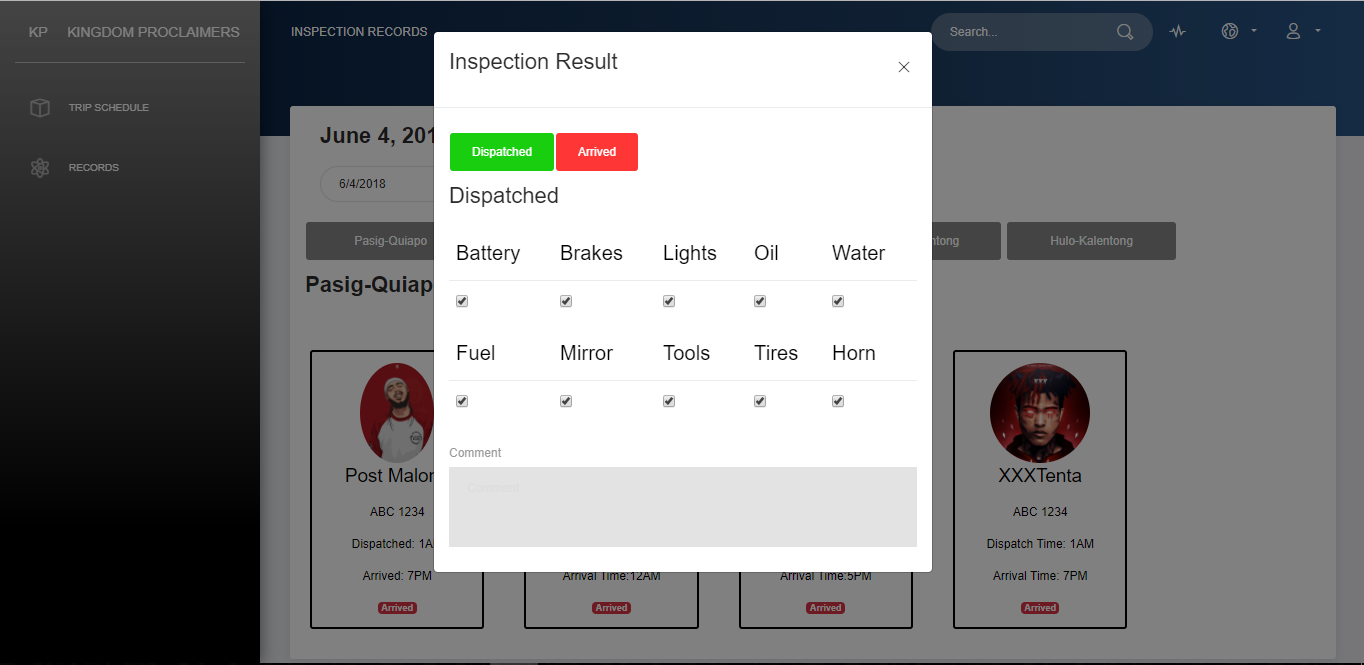 KP KINGDOM PROCLAIMERS
TRIP SCHEDULE
RECORDS
INSPECTION RECORDS
Search...
June 4, 201
6/4/2018
Pasig-Quiapo
ntong
Hulo-Kalentong
Pasig-Quiap
Inspection Result
Dispatched Arrived
Dispatched
Battery Brakes Lights Oil Water
Fuel Mirror Tools Tires Horn
Comment
Comment
Post Malon
ABC 1234
Dispatched: 1A
Arrived: 7PM
Arrived
Arrival Time:12AM
Arrived
Arrival Time:5PM
Arrived
XXXTenta
ABC 1234
Dispatch Time: 1AM
Arrival Time: 7PM
Arrived